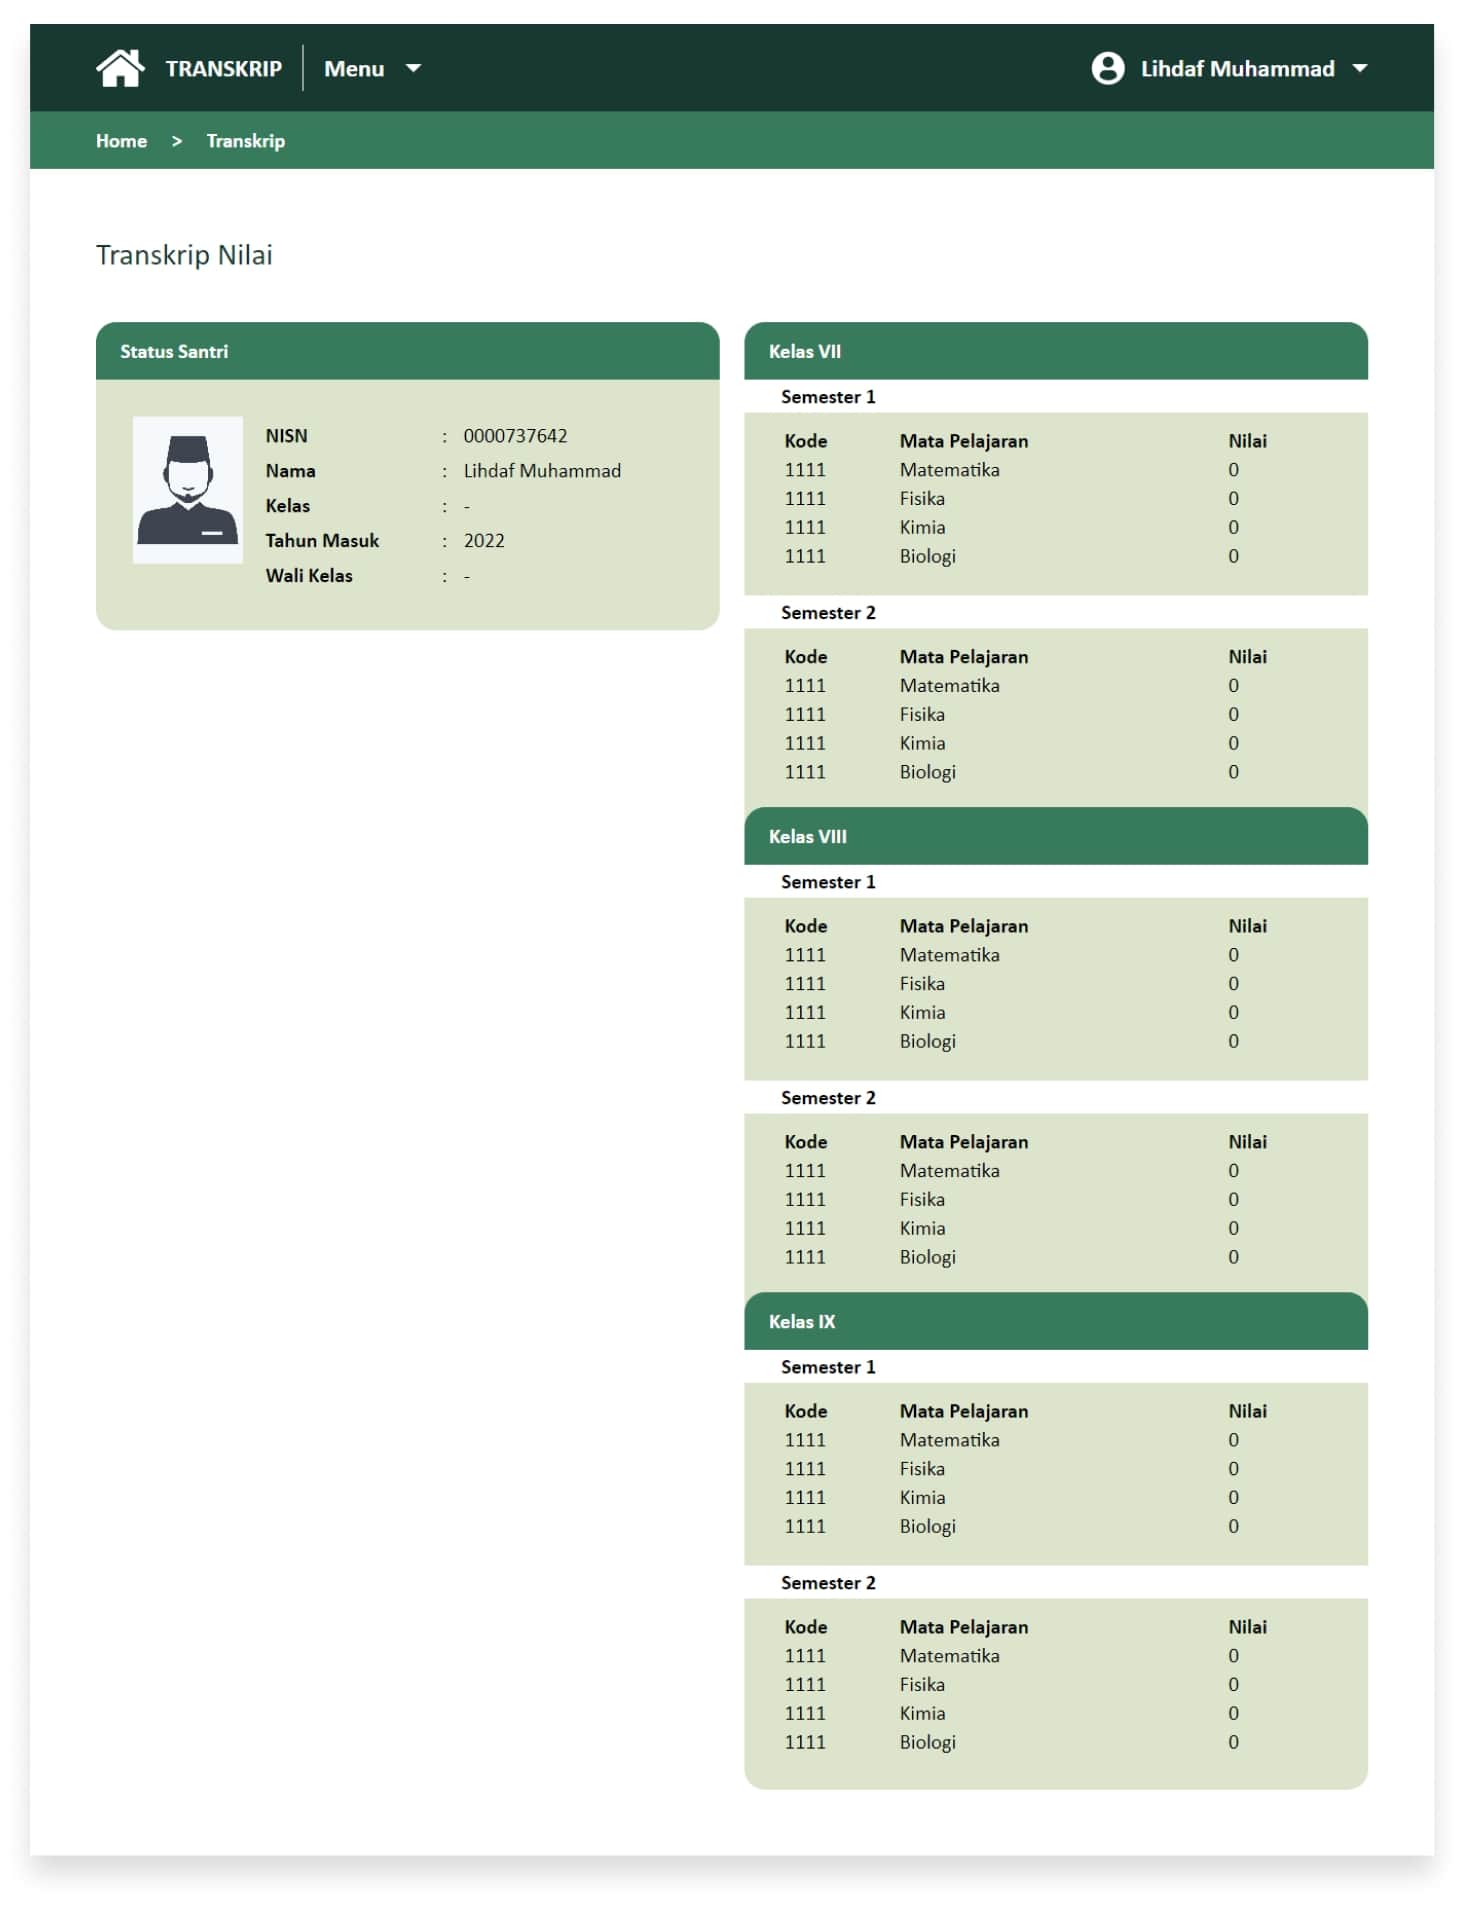 TRANSKRIP Menu Lihdaf Muhammad
Home > Transkrip
Transkrip Nilai
Status Santri
NISN : 0000737642
Nama : Lihdaf Muhammad
Kelas : -
Tahun Masuk : 2022
Wali Kelas : -
Kelas VII
Semester 1
Kode Mata Pelajaran Nilai
1111 Matematika 0
1111 Fisika 0
1111 Kimia 0
1111 Biologi 0
Semester 2
Kode Mata Pelajaran Nilai
1111 Matematika 0
1111 Fisika 0
1111 Kimia 0
1111 Biologi 0
Kelas VIII
Semester 1
Kode Mata Pelajaran Nilai
1111 Matematika 0
1111 Fisika 0
1111 Kimia 0
1111 Biologi 0
Semester 2
Kode Mata Pelajaran Nilai
1111 Matematika 0
1111 Fisika 0
1111 Kimia 0
1111 Biologi 0
Kelas IX
Semester 1
Kode Mata Pelajaran Nilai
1111 Matematika 0
1111 Fisika 0
1111 Kimia 0
1111 Biologi 0
Semester 2
Kode Mata Pelajaran Nilai
1111 Matematika 0
1111 Fisika 0
1111 Kimia 0
1111 Biologi 0